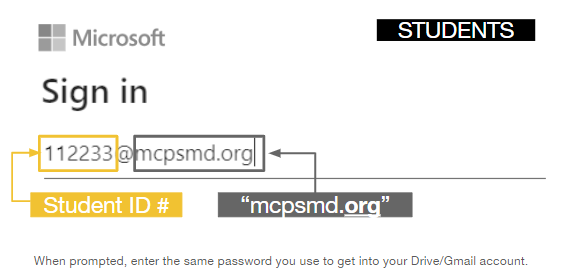 Microsoft
STUDENTS
Sign in
112233@mcpsmd.org
Student ID #
“mcpsmd.org”
When prompted, enter the same password you use to get into your Drive/Gmail account.